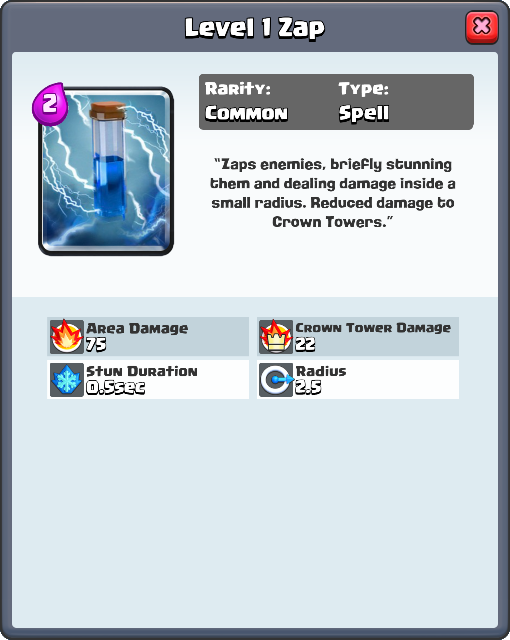 Level 1 Zap
2
Rarity: Type:
Common Spell
“Zaps enemies, briefly stunning
them and dealing damage inside a
small radius. Reduced damage to
Crown Towers.”
Area Damage
75
Crown Tower Damage
22
Stun Duration
0.5sec
Radius
2.5